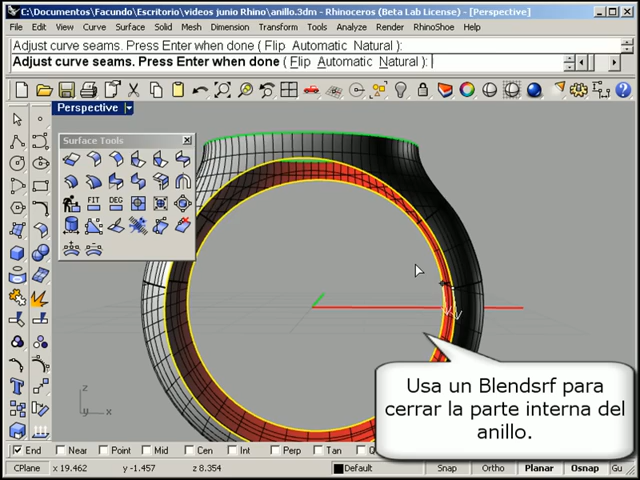 C:\Documentos\Facundo\Escritorio\videos junio Rhino\anillo.3dm - Rhinoceros (Beta Lab License) - [Perspective]
File Edit View Curve Surface Solid Mesh Dimension Transform Tools Analyze Render RhinoShoe Help
Adjust curve seams. Press Enter when done ( Flip Automatic Natural ):
Adjust curve seams. Press Enter when done ( Flip Automatic Natural ):
Perspective
Surface Tools
FIT DEG
Usa un Blendsrf para
cerrar la parte interna del
anillo.
z
y x
End Near Point Mid Cen Int Perp Tan
CPlane x 19.462 y -1.457 z 8.354 Default Snap Ortho Planar Osnap Gu